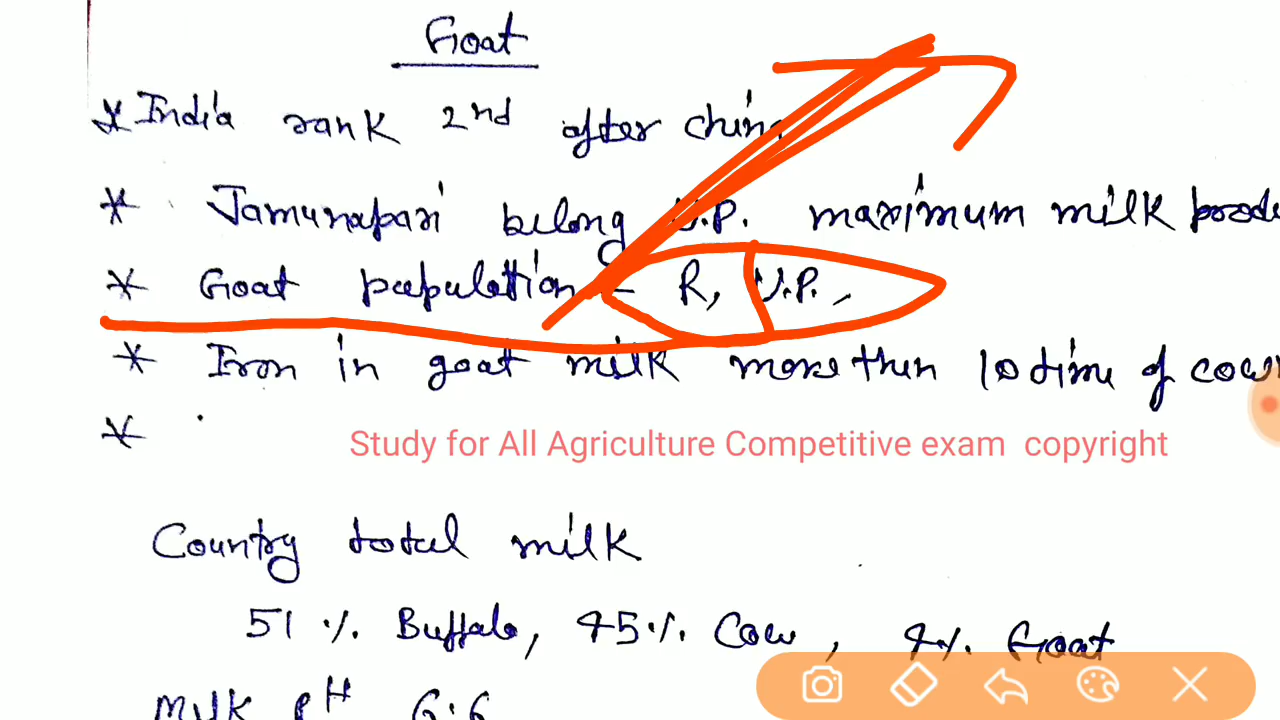 Goat
* India rank 2nd after china
* Jamunapari belong U.P. maximum milk produ
* Goat population - R, U.P.,
* Iron in goat milk more then 10 time of cow
*
Study for All Agriculture Competitive exam copyright
Country total milk
51 %. Buffalo, 45%. Cow, 4%. Goat
Milk pH 6.6